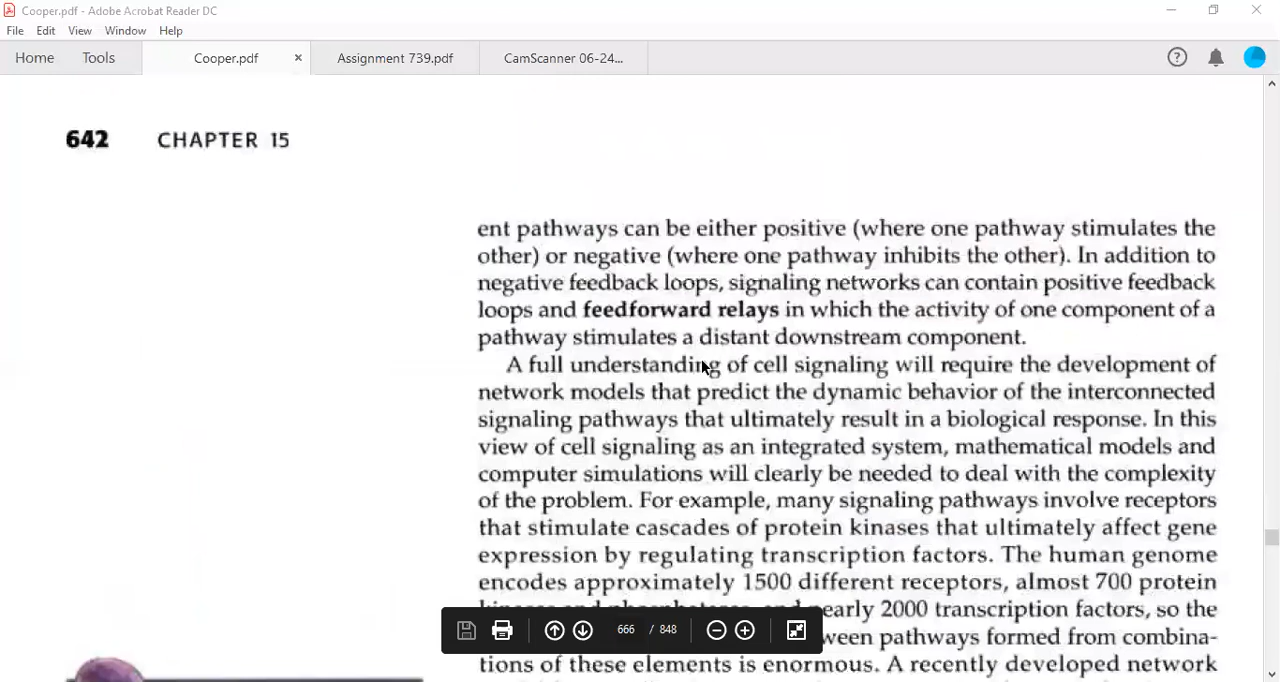 Cooper.pdf - Adobe Acrobat Reader DC
File Edit View Window Help
Home Tools Cooper.pdf × Assignment 739.pdf CamScanner 06-24...
642 CHAPTER 15
ent pathways can be either positive (where one pathway stimulates the
other) or negative (where one pathway inhibits the other). In addition to
negative feedback loops, signaling networks can contain positive feedback
loops and feedforward relays in which the activity of one component of a
pathway stimulates a distant downstream component.
A full understanding of cell signaling will require the development of
network models that predict the dynamic behavior of the interconnected
signaling pathways that ultimately result in a biological response. In this
view of cell signaling as an integrated system, mathematical models and
computer simulations will clearly be needed to deal with the complexity
of the problem. For example, many signaling pathways involve receptors
that stimulate cascades of protein kinases that ultimately affect gene
expression by regulating transcription factors. The human genome
encodes approximately 1500 different receptors, almost 700 protein
nearly 2000 transcription factors, so the
666 / 848
ween pathways formed from combina-
tions of these elements is enormous. A recently developed network